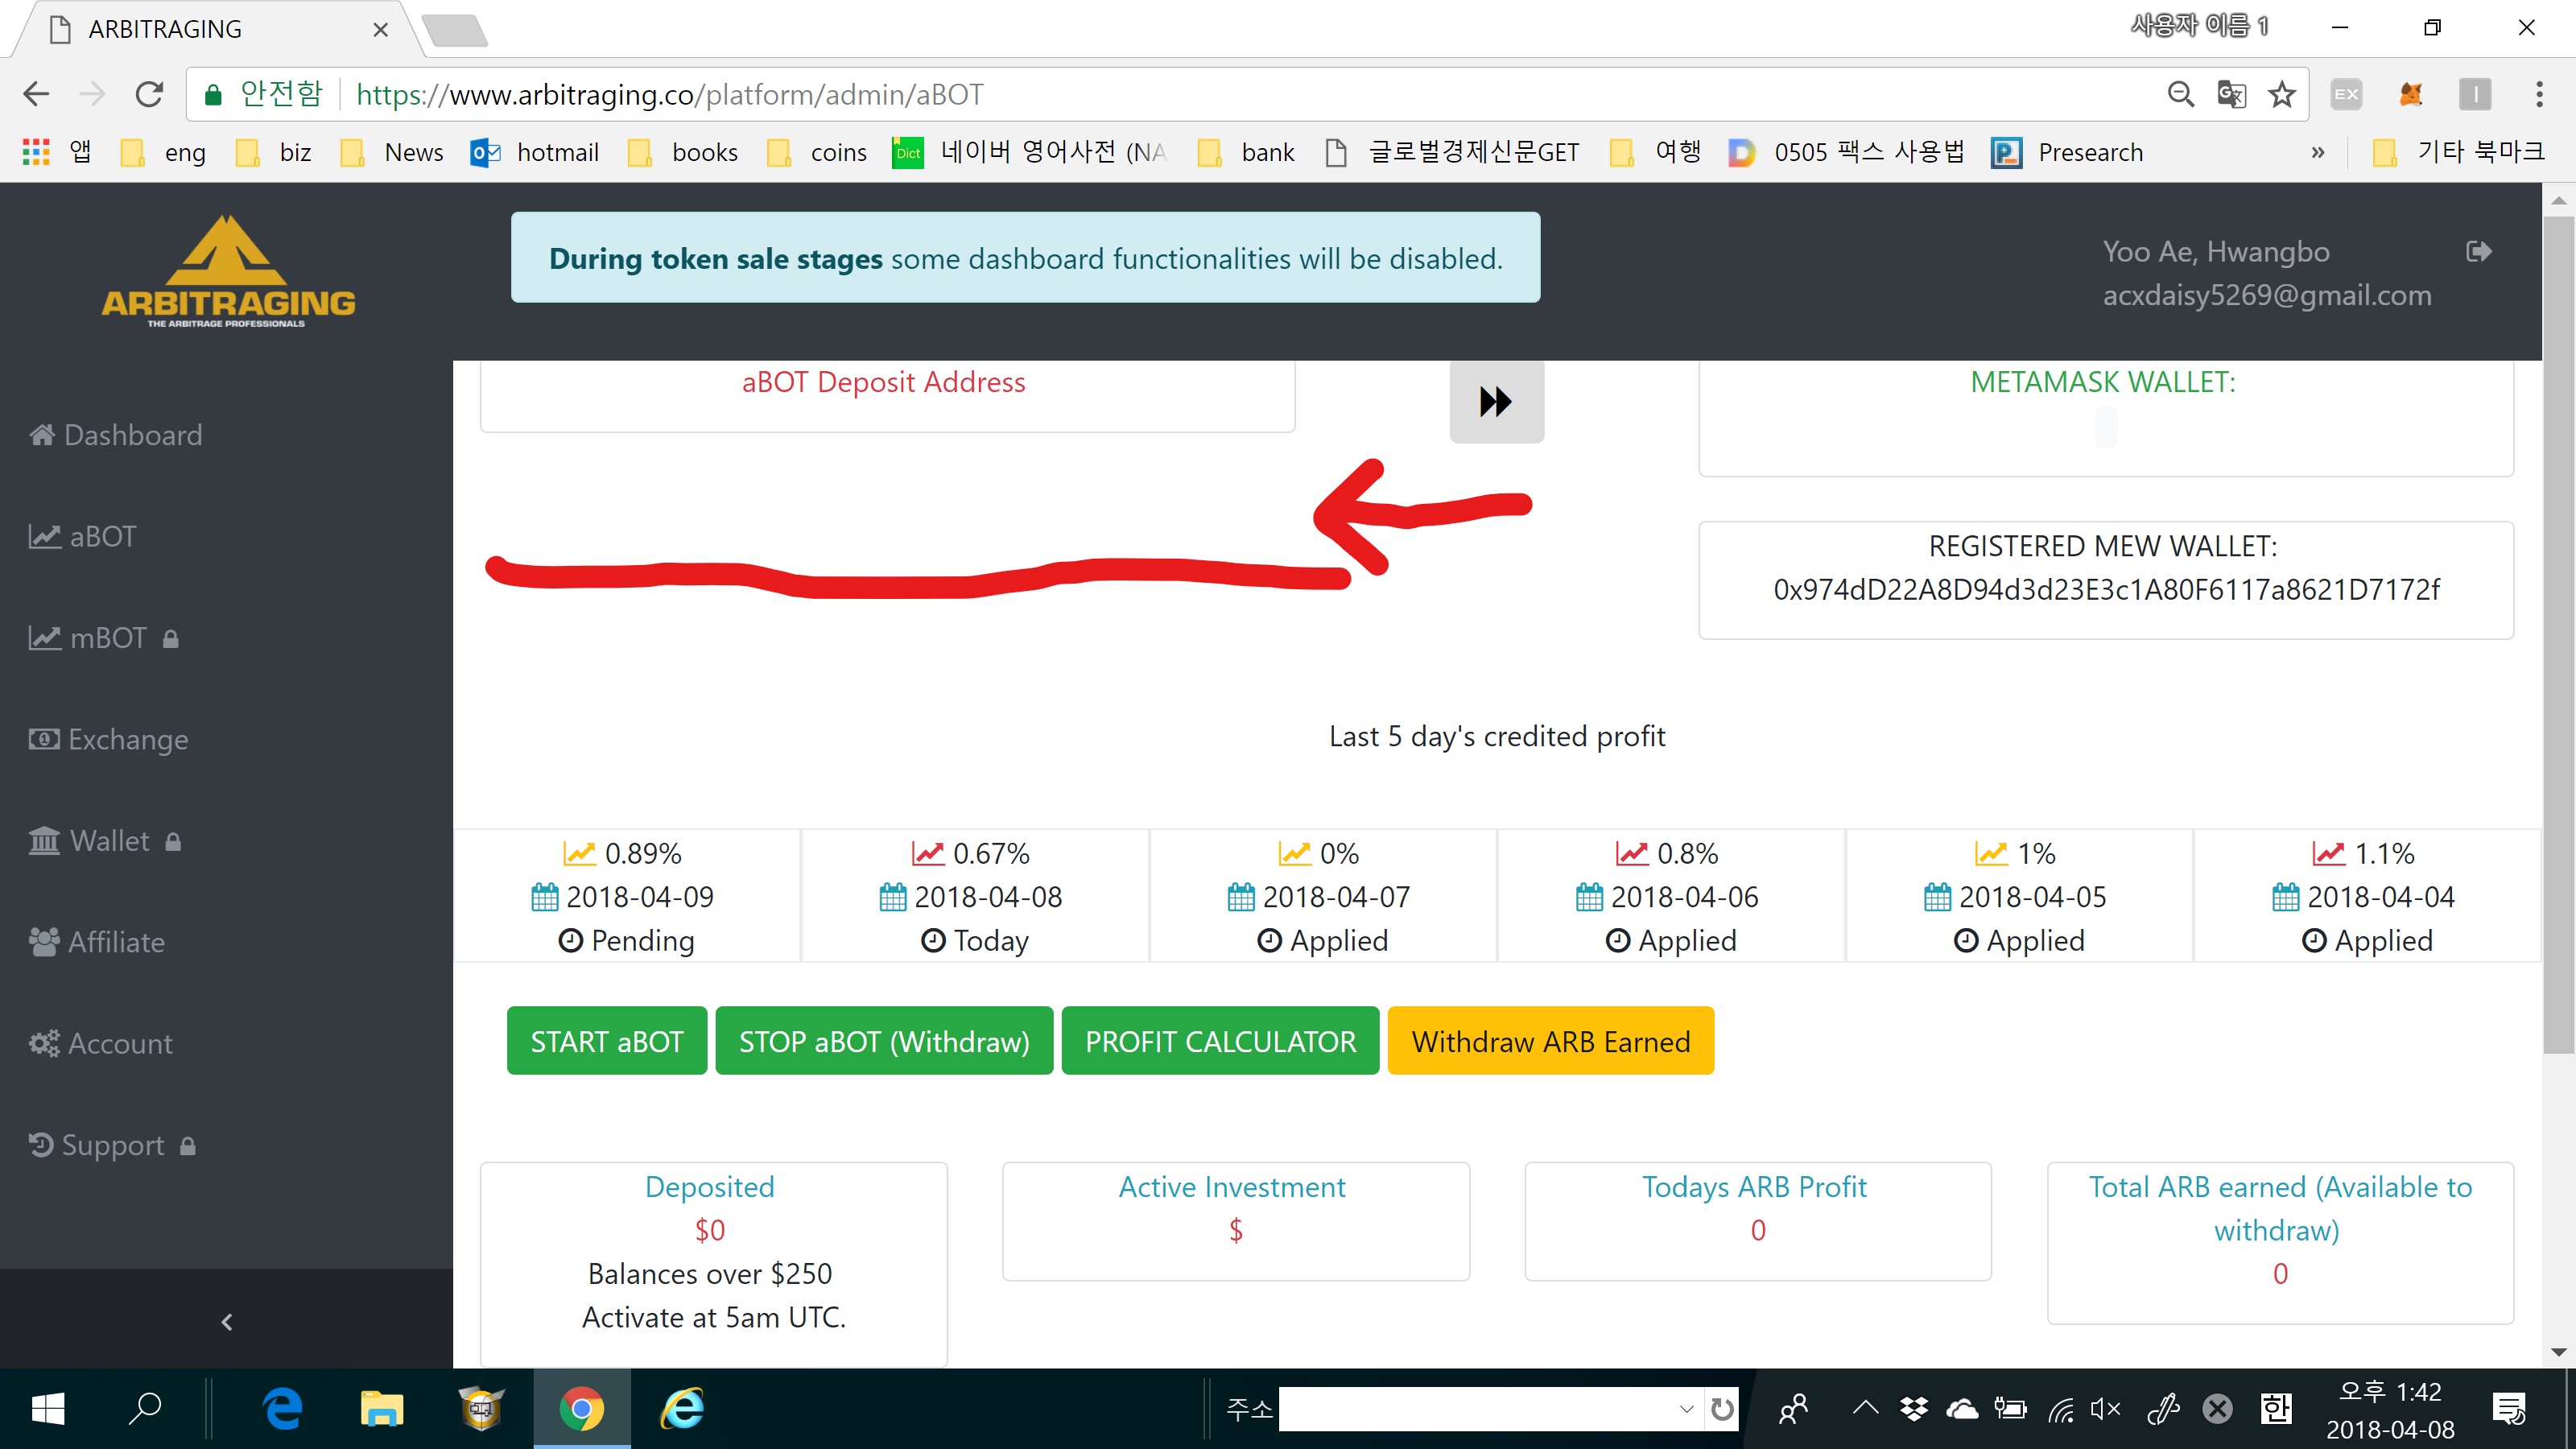 ARBITRAGING
사용자 이름 1
안전함
https://www.arbitraging.co/platform/admin/aBOT
EX
앱
eng
biz
News
hotmail
books
coins
Dict
네이버 영어사전 (NA
bank
글로벌경제신문GET
여행
0505 팩스 사용법
Presearch
»
기타 북마크
ARBITRAGING
THE ARBITRAGE PROFESSIONALS
During token sale stages some dashboard functionalities will be disabled.
Yoo Ae, Hwangbo
acxdaisy5269@gmail.com
Dashboard
aBOT
mBOT
Exchange
Wallet
Affiliate
Account
Support
aBOT Deposit Address
METAMASK WALLET:
REGISTERED MEW WALLET:
0x974dD22A8D94d3d23E3c1A80F6117a8621D7172f
Last 5 day's credited profit
0.89%
2018-04-09
Pending
0.67%
2018-04-08
Today
0%
2018-04-07
Applied
0.8%
2018-04-06
Applied
1%
2018-04-05
Applied
1.1%
2018-04-04
Applied
START aBOT
STOP aBOT (Withdraw)
PROFIT CALCULATOR
Withdraw ARB Earned
Deposited
$0
Balances over $250
Activate at 5am UTC.
Active Investment
$
Todays ARB Profit
0
Total ARB earned (Available to
withdraw)
0
주소
한
오후 1:42
2018-04-08